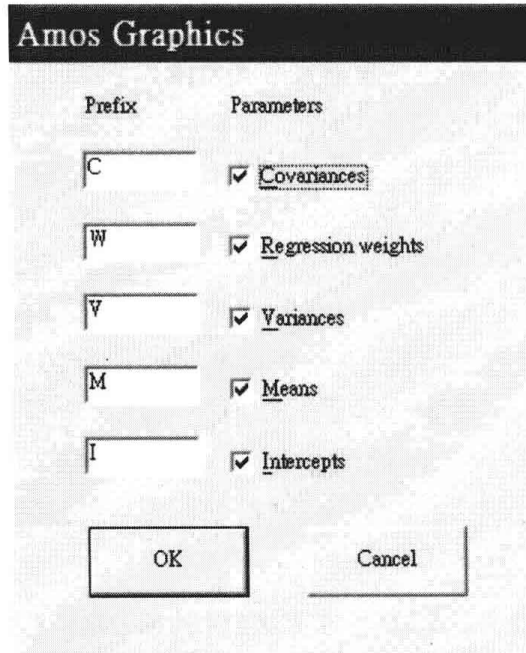 Amos Graphics
Prefix Parameters
C Covariances
W Regression weights
V Variances
M Means
I Intercepts
OK Cancel